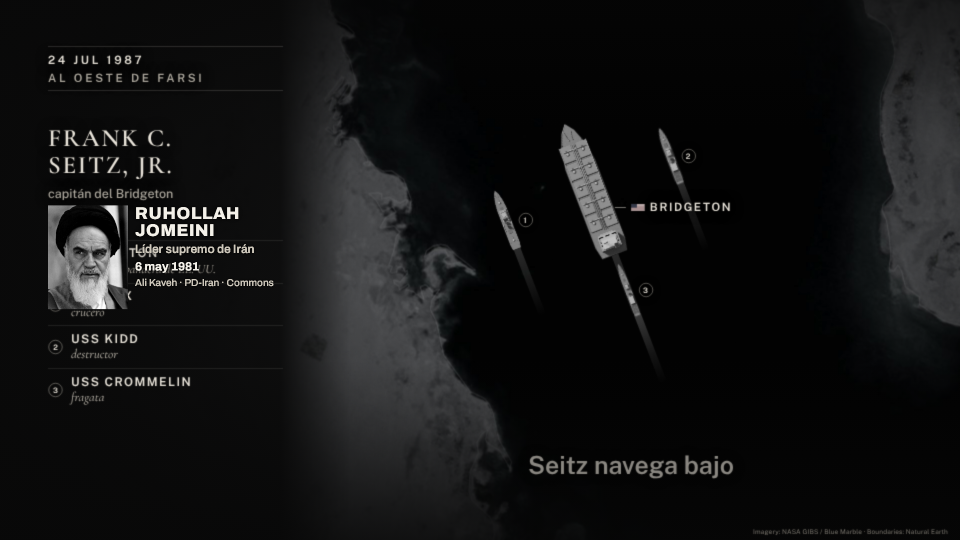 24 JUL 1987
AL OESTE DE FARSI
FRANK C.
SEITZ, JR.
capitán del Bridgeton
RUHOLLAH
JOMEINI
Líder supremo de Irán
6 may 1981
Ali Kaveh · PD-Iran · Commons
crucero
2 USS KIDD
destructor
3 USS CROMMELIN
fragata
1
2
BRIDGETON
3
Seitz navega bajo
Imagery: NASA GIBS / Blue Marble · Boundaries: Natural Earth